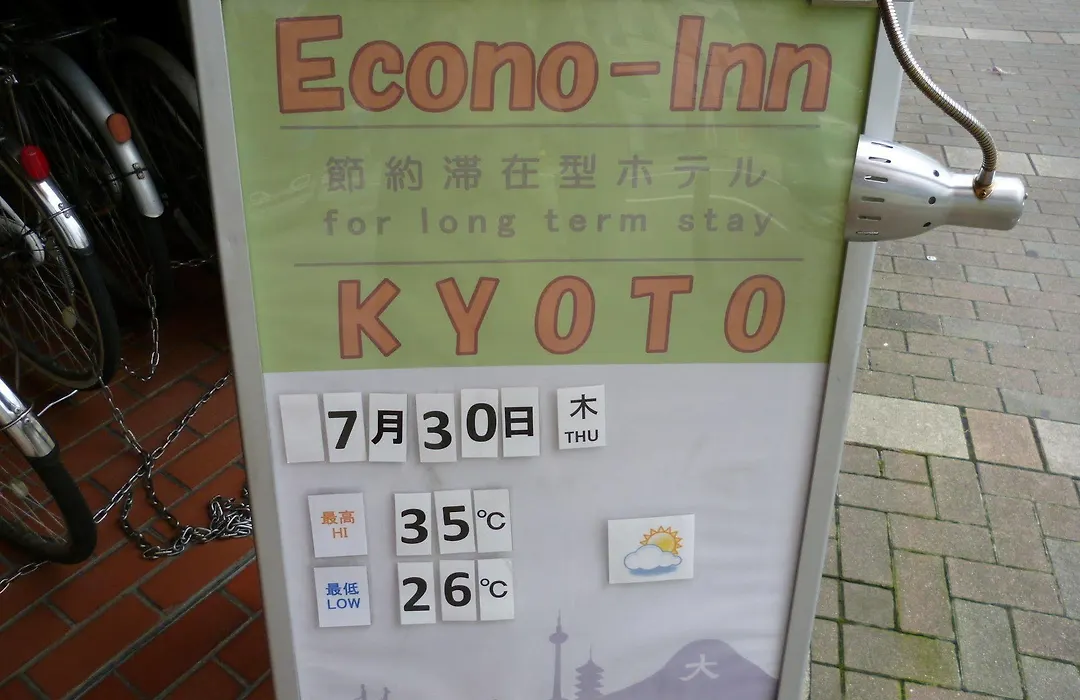 Econo-Inn
節約滞在型ホテル
for long term stay
KYOTO
7月30日 木 THU
最高 HI 35℃
最低 LOW 26℃
大